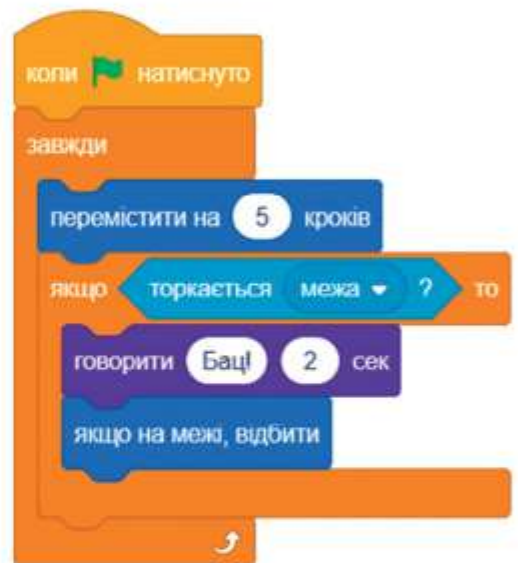 коли натиснуто
завжди
перемістити на 5 кроків
якщо торкається межа ? то
говорити Бац! 2 сек
якщо на межі, відбити